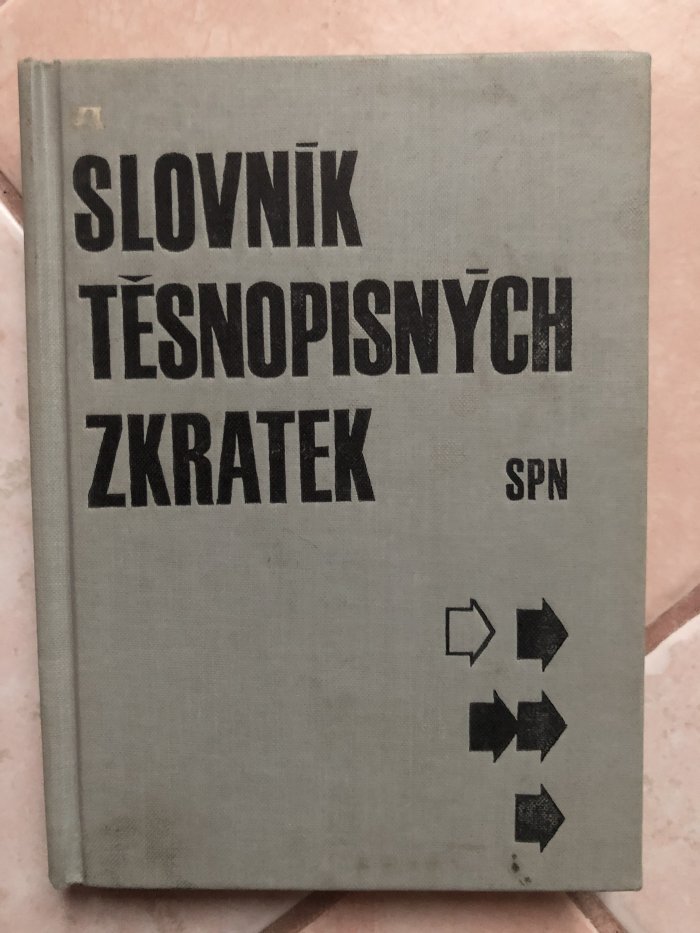 SLOVNÍK
TĚSNOPISNÝCH
ZKRATEK
SPN